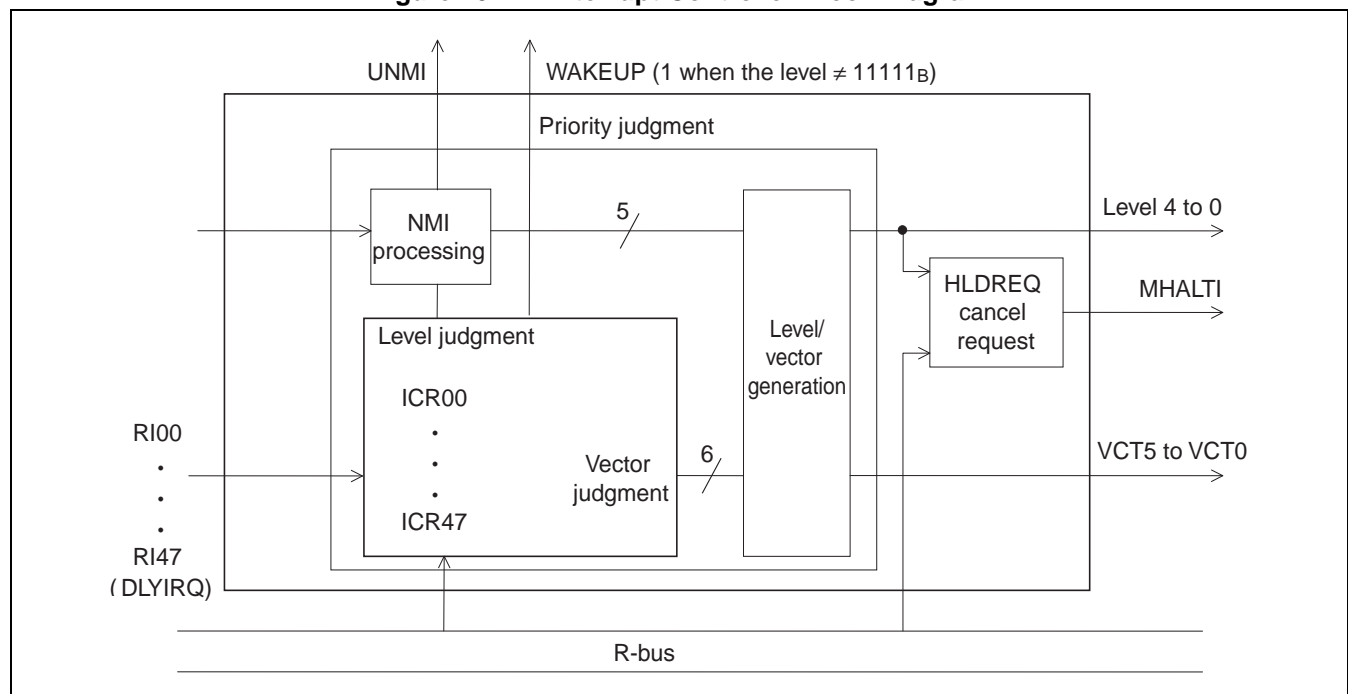 UNMI
WAKEUP (1 when the level ≠ 11111B)
Priority judgment
NMI
processing
5
Level 4 to 0
HLDREQ
cancel
request
MHALTI
Level judgment
Level/
vector
generation
ICR00
.
.
.
ICR47
Vector
judgment
6
VCT5 to VCT0
RI00
.
.
.
RI47
(DLYIRQ)
R-bus